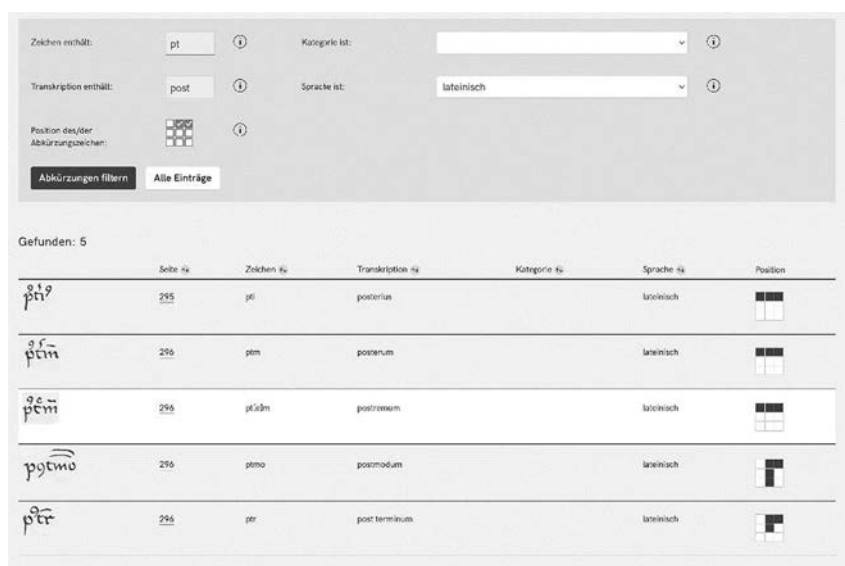 Zeichen enthält: pt Kategorie ist:
Transkription enthält: post Sprache ist: lateinisch
Position des/der
Abkürzungszeichen:
Abkürzungen filtern Alle Einträge
Gefunden: 5
Seite Zeichen Transkription Kategorie Sprache Position
295 pti posterius lateinisch
296 ptm posterum lateinisch
296 pt[e]m postremum lateinisch
296 ptmo postmodum lateinisch
296 ptr post terminum lateinisch